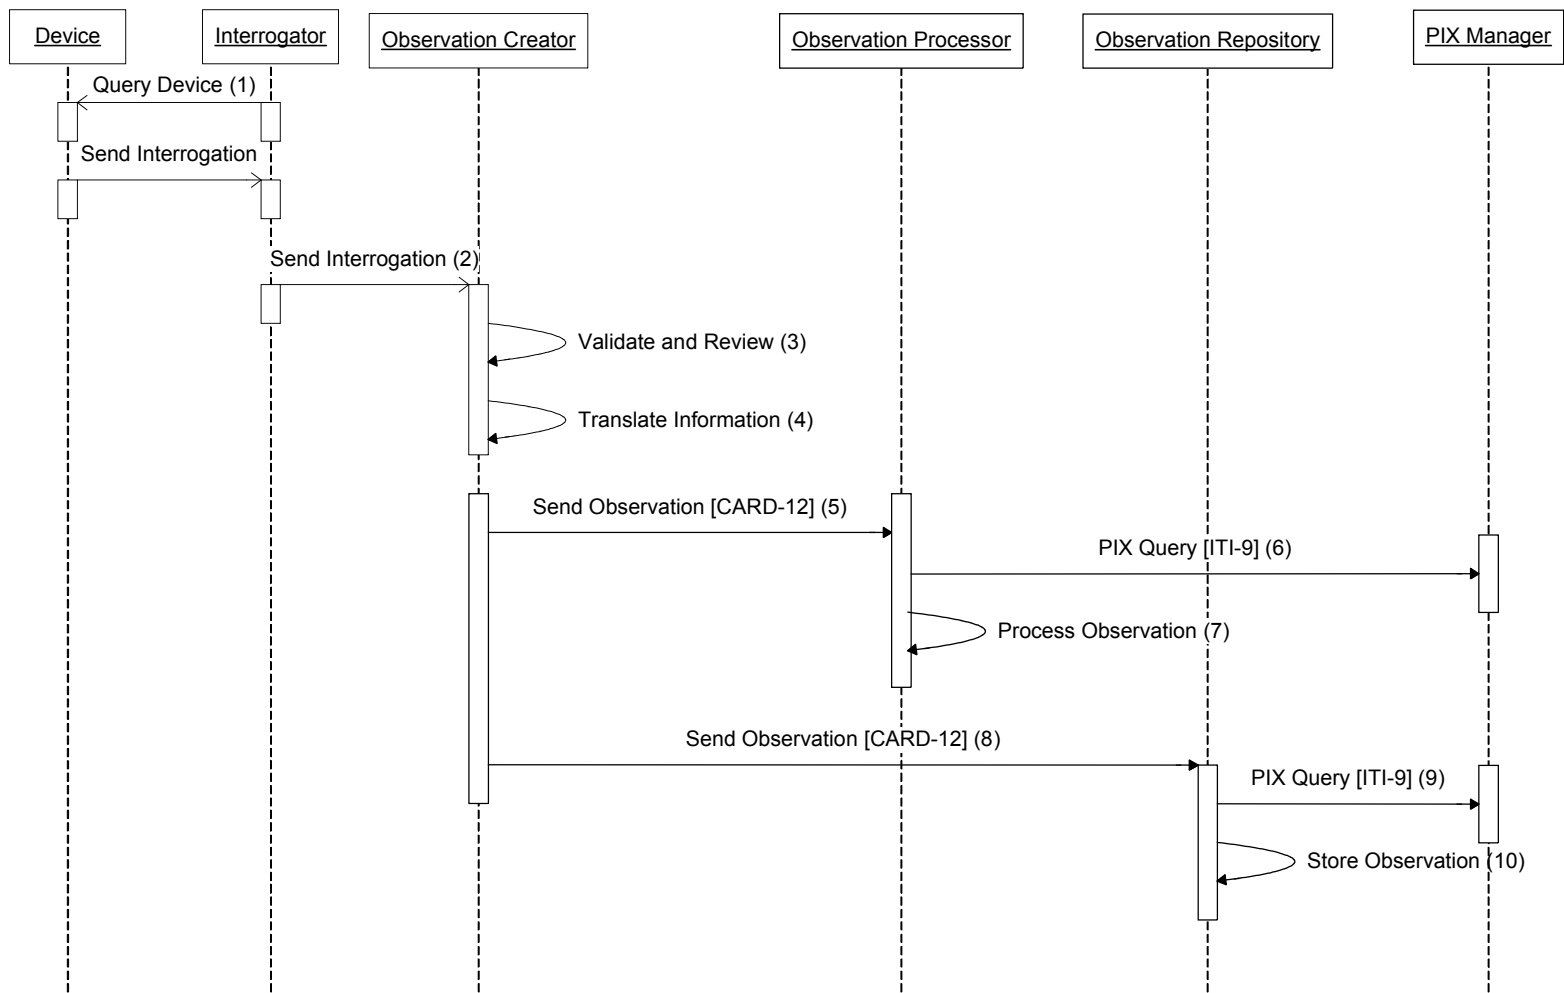 Device
Interrogator
Observation Creator
Observation Processor
Observation Repository
PIX Manager
Query Device (1)
Send Interrogation
Send Interrogation (2)
Validate and Review (3)
Translate Information (4)
Send Observation [CARD-12] (5)
PIX Query [ITI-9] (6)
Process Observation (7)
Send Observation [CARD-12] (8)
PIX Query [ITI-9] (9)
Store Observation (10)